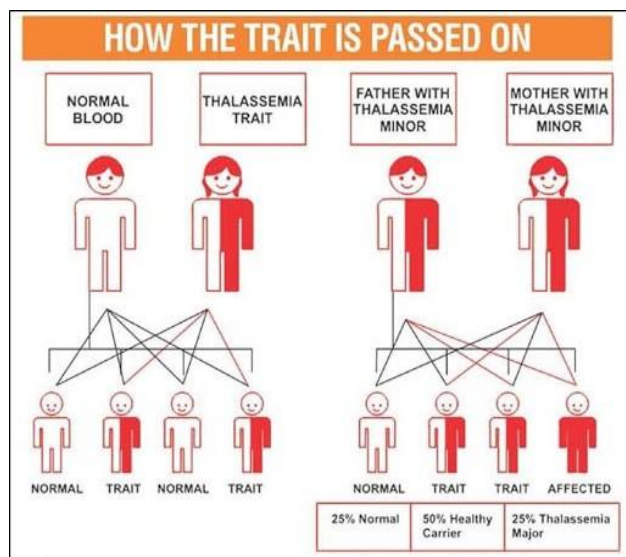 HOW THE TRAIT IS PASSED ON
NORMAL
BLOOD
THALASSEMIA
TRAIT
FATHER WITH
THALASSEMIA
MINOR
MOTHER WITH
THALASSEMIA
MINOR
NORMAL TRAIT NORMAL TRAIT
NORMAL TRAIT TRAIT AFFECTED
25% Normal
50% Healthy
Carrier
25% Thalassemia
Major